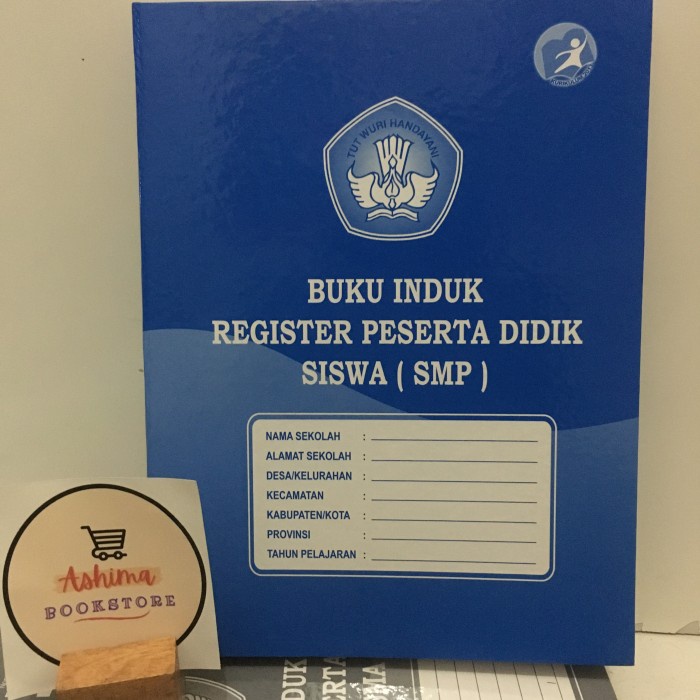 TUT WURI HANDAYANI
BUKU INDUK
REGISTER PESERTA DIDIK
SISWA ( SMP )
NAMA SEKOLAH :
ALAMAT SEKOLAH :
DESA/KELURAHAN :
KECAMATAN :
KABUPATEN/KOTA :
PROVINSI :
TAHUN PELAJARAN :
Ashima
BOOKSTORE